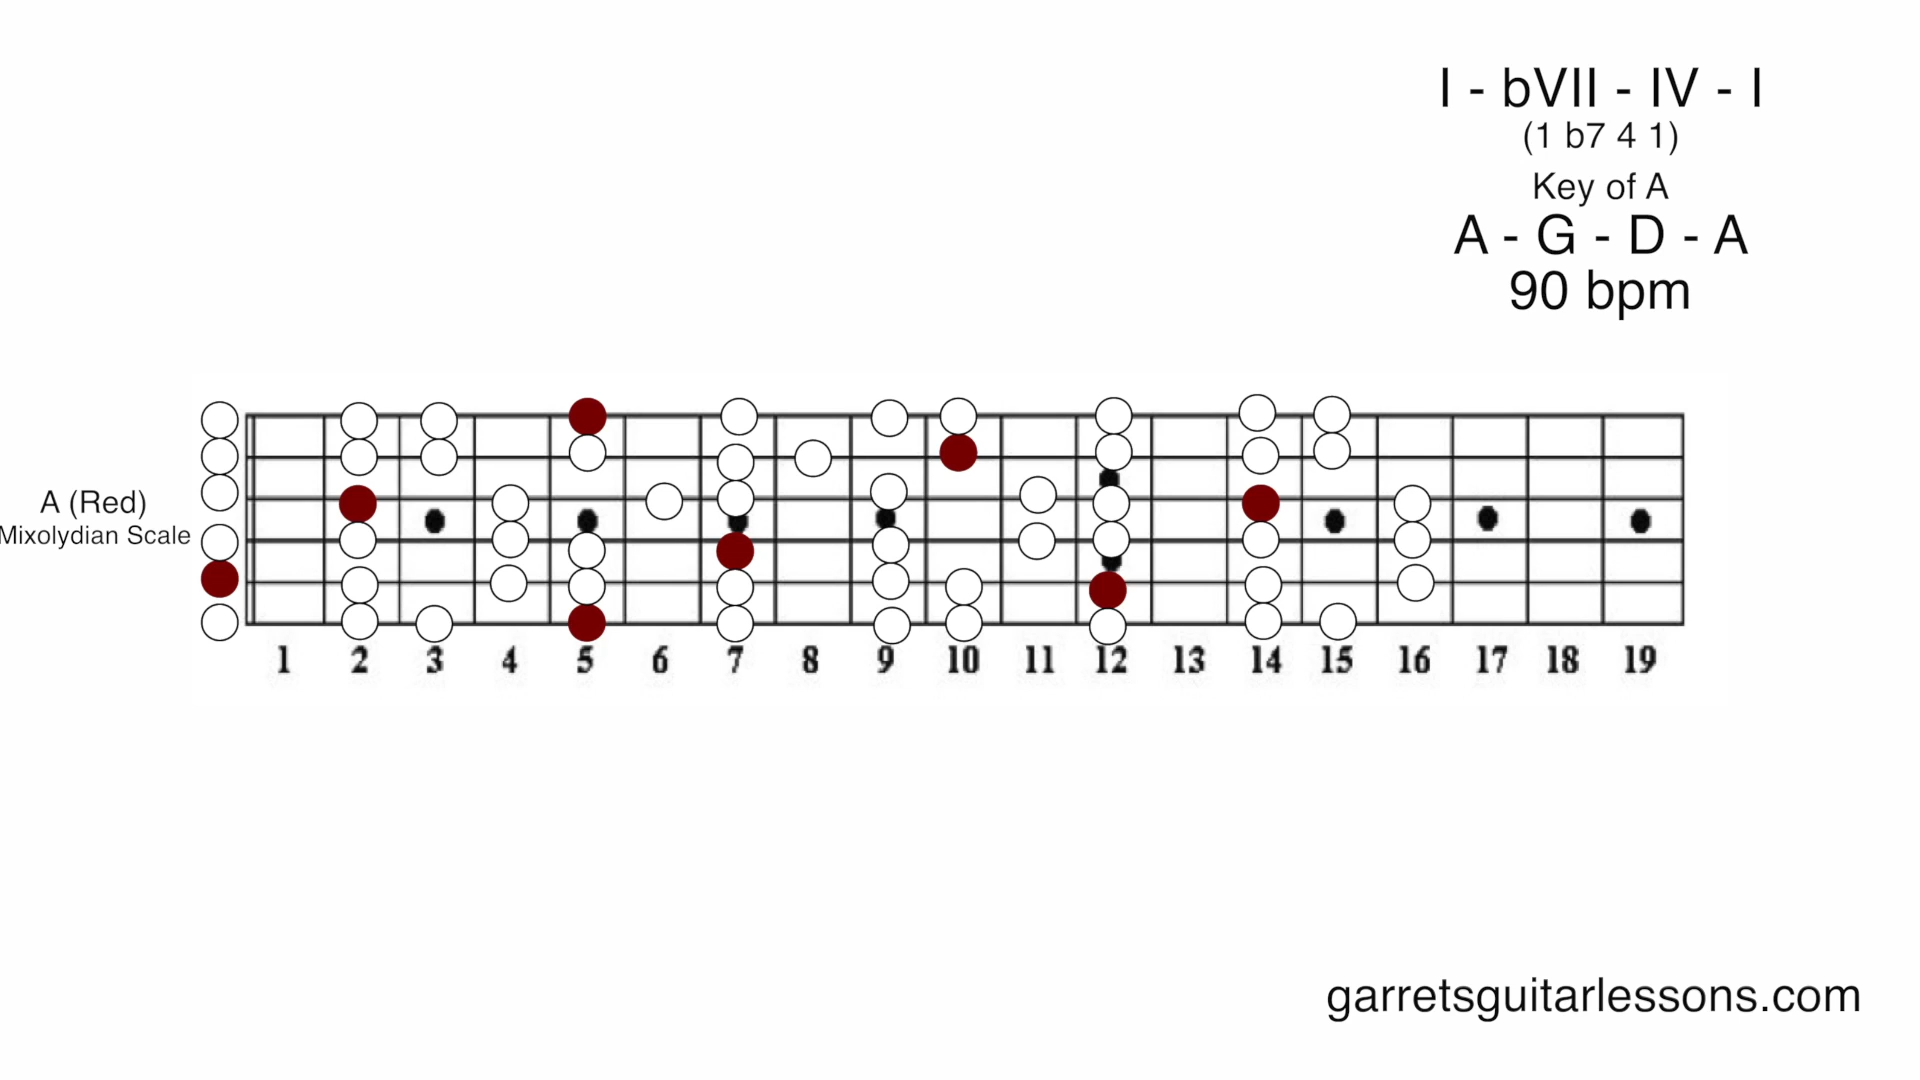 I - bVII - IV - I
(1 b7 4 1)
Key of A
A - G - D - A
90 bpm
A (Red)
Mixolydian Scale
1 2 3 4 5 6 7 8 9 10 11 12 13 14 15 16 17 18 19
garretsguitarlessons.com